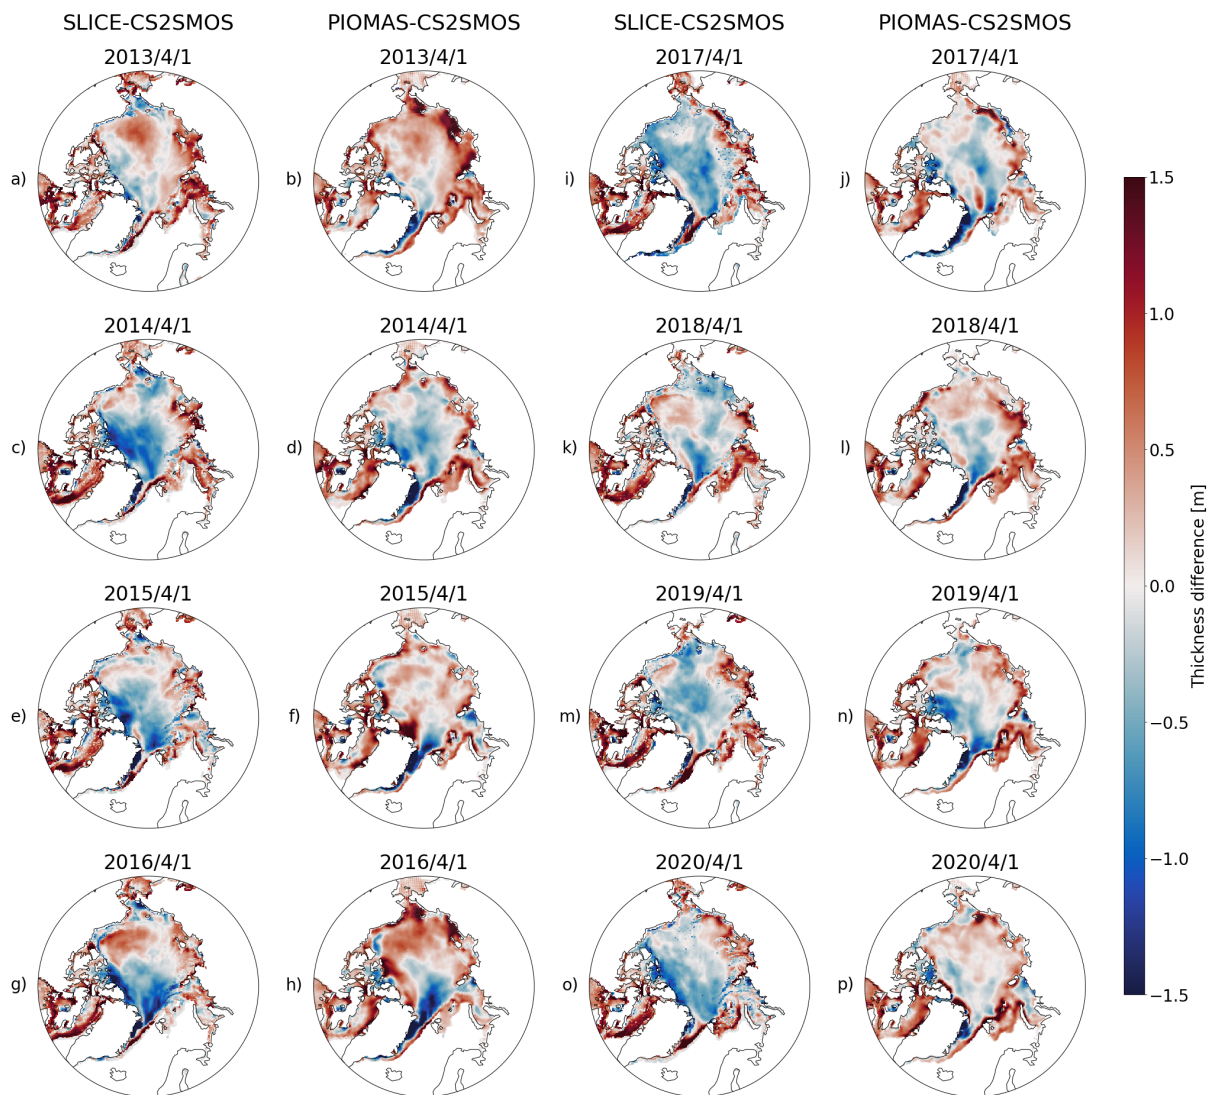 SLICE-CS2SMOS PIOMAS-CS2SMOS SLICE-CS2SMOS PIOMAS-CS2SMOS
2013/4/1 2013/4/1 2017/4/1 2017/4/1
a) b) i) j)
1.5
2014/4/1 2014/4/1 2018/4/1 2018/4/1
1.0
c) d) k) l)
0.5
Thickness difference [m]
0.0
2015/4/1 2015/4/1 2019/4/1 2019/4/1
e) f) m) n)
−0.5
2016/4/1 2016/4/1 2020/4/1 2020/4/1
−1.0
g) h) o) p)
−1.5